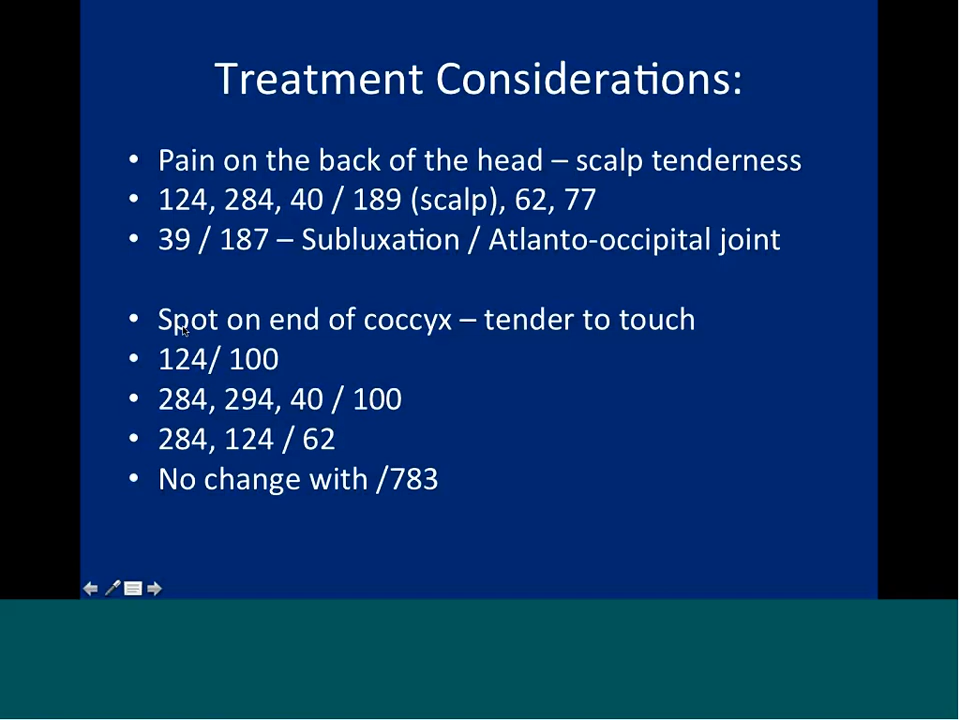 Treatment Considerations:
• Pain on the back of the head – scalp tenderness
• 124, 284, 40 / 189 (scalp), 62, 77
• 39 / 187 – Subluxation / Atlanto-occipital joint
• Spot on end of coccyx – tender to touch
• 124/ 100
• 284, 294, 40 / 100
• 284, 124 / 62
• No change with /783